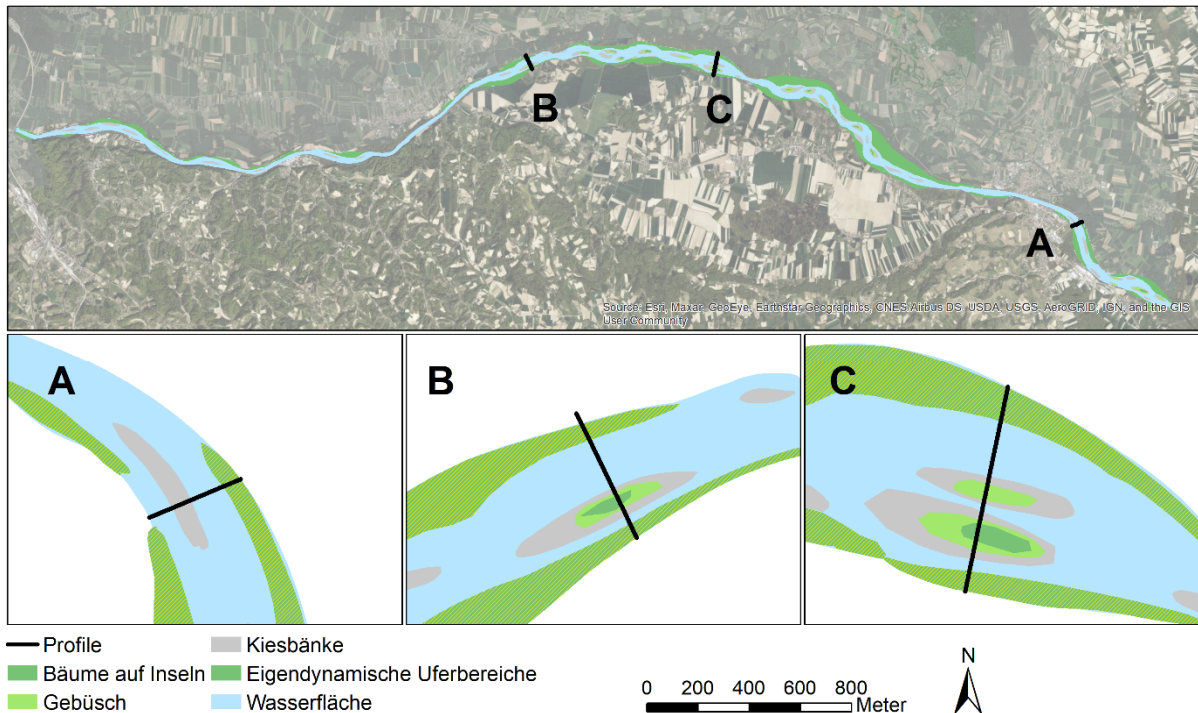 B
C
A
Source: Esri, Maxar, GeoEye, Earthstar Geographics, CNES/Airbus DS, USDA, USGS, AeroGRID, IGN, and the GIS
User Community
A
B
C
Profile
Kiesbänke
Bäume auf Inseln
Eigendynamische Uferbereiche
Gebüsch
Wasserfläche
0 200 400 600 800
Meter
N